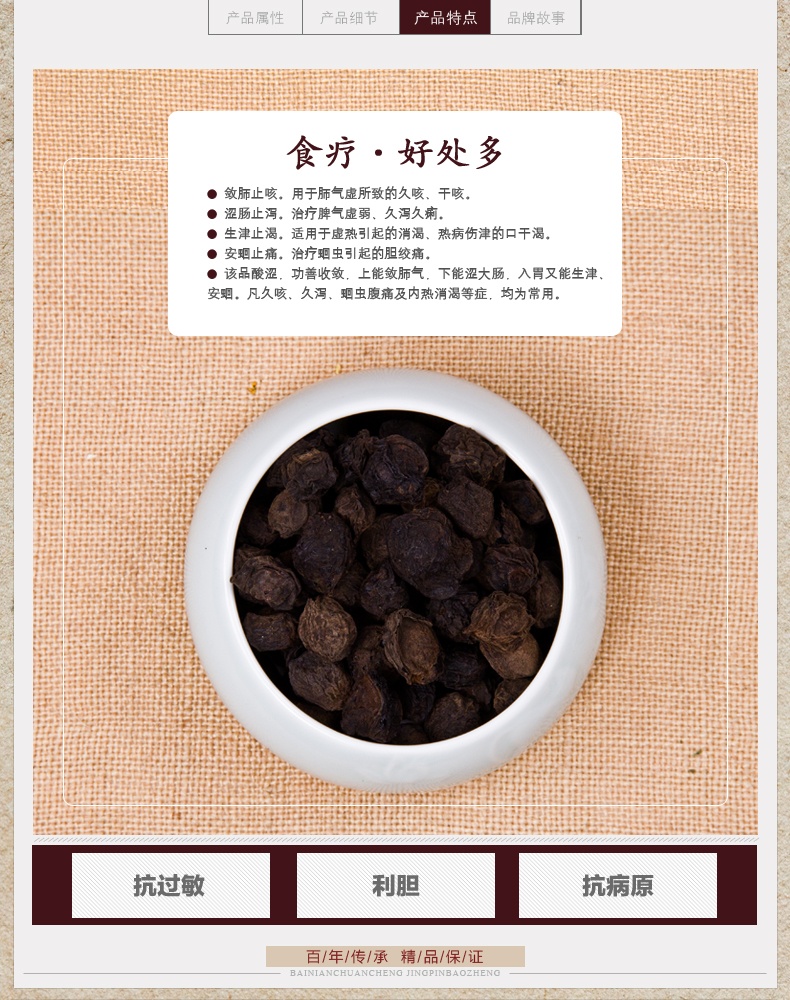 产品属性 产品细节 产品特点 品牌故事
食疗·好处多
● 敛肺止咳。用于肺气虚所致的久咳、干咳。
● 涩肠止泻。治疗脾气虚弱、久泻久痢。
● 生津止渴。适用于虚热引起的消渴、热病伤津的口干渴。
● 安蛔止痛。治疗蛔虫引起的胆绞痛。
● 该品酸涩，功善收敛，上能敛肺气，下能涩大肠，入胃又能生津、
安蛔。凡久咳、久泻、蛔虫腹痛及内热消渴等症，均为常用。
抗过敏 利胆 抗病原
百/年/传/承 精/品/保/证
BAINIANCHUANCHENG JINGPINBAOZHENG